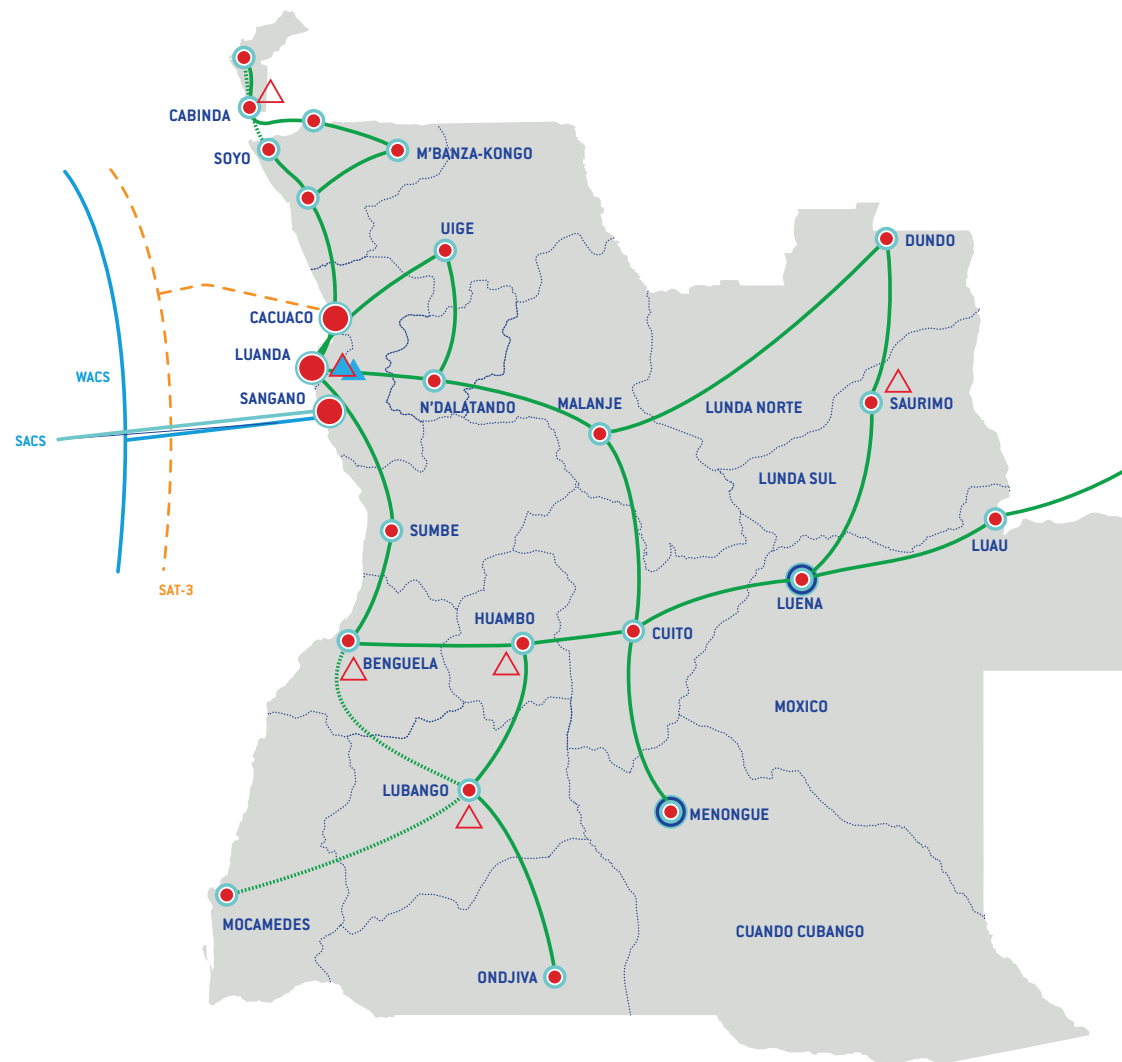 CABINDA
SOYO
M'BANZA-KONGO
UIGE
DUNDO
CACUACO
LUANDA
WACS
SANGANO
N'DALATANDO
MALANJE
LUNDA NORTE
SAURIMO
SACS
LUNDA SUL
SUMBE
LUAU
SAT-3
LUENA
HUAMBO
CUITO
BENGUELA
MOXICO
LUBANGO
MENONGUE
MOCAMEDES
CUANDO CUBANGO
ONDJIVA